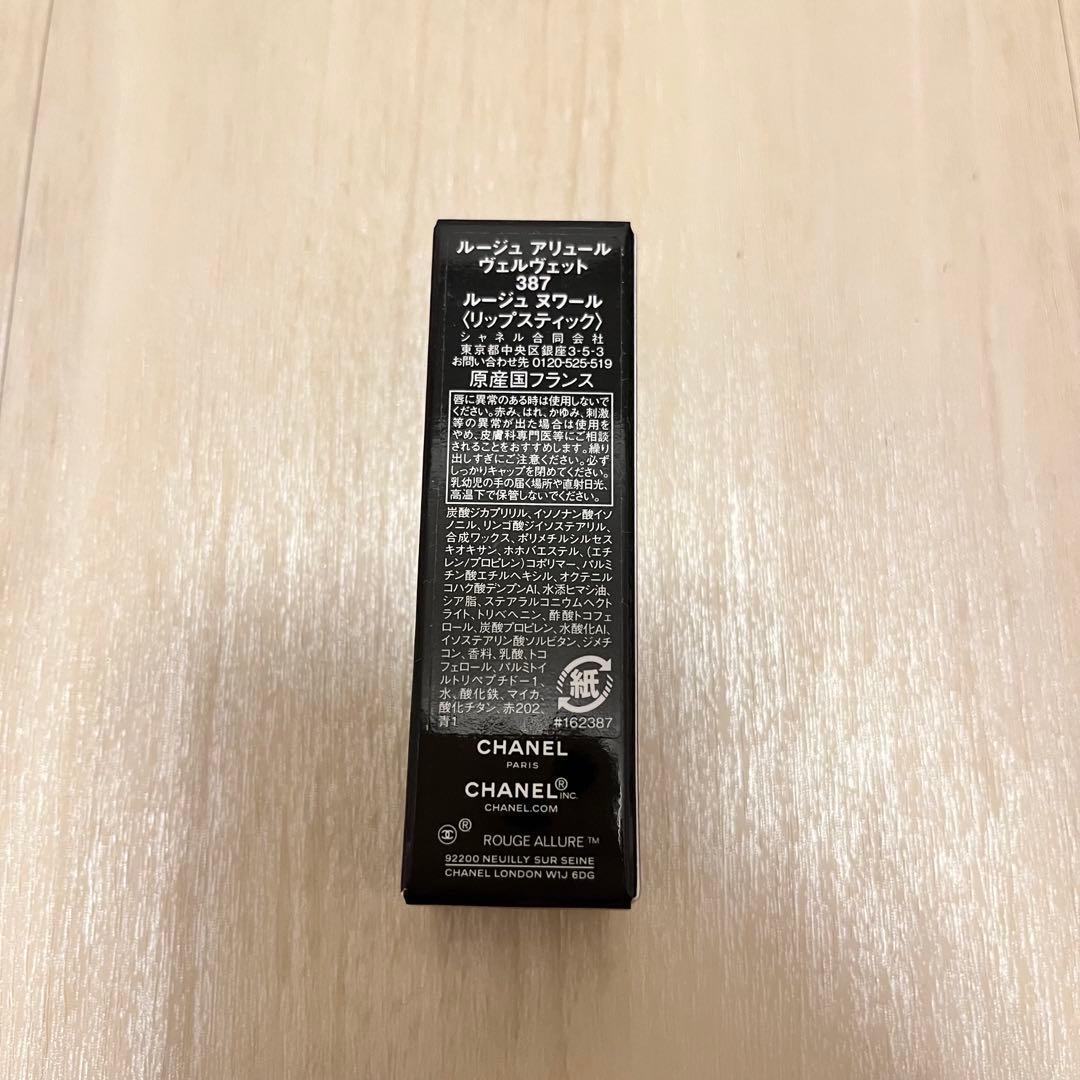 ルージュ アリュール
ヴェルヴェット
387
ルージュ ヌワール
〈リップスティック〉
シャネル合同会社
東京都中央区銀座3-5-3
お問い合わせ先 0120-525-519
原産国フランス
唇に異常のある時は使用しないで
ください。赤み、はれ、かゆみ、刺激
等の異常が出た場合は使用を
やめ、皮膚科専門医等にご相談
されることをおすすめします。繰り
出しすぎにご注意ください。必ず
しっかりキャップを閉めてください。
乳幼児の手の届く場所や直射日光、
高温下で保管しないでください。
炭酸ジカプリリル、イソノナン酸イソ
ノニル、リンゴ酸ジイソステアリル、
合成ワックス、ポリメチルシルセス
キオキサン、ホホバエステル、(エチ
レン/プロピレン)コポリマー、パルミ
チン酸エチルヘキシル、オクテニル
コハク酸デンプンAl、水添ヒマシ油、
シア脂、ステアラルコニウムヘクト
ライト、トリベヘニン、酢酸トコフェ
ロール、炭酸プロピレン、水酸化Al、
イソステアリン酸ソルビタン、ジメチ
コン、香料、乳酸、トコ
フェロール、パルミトイ
ルトリペプチドー1、
水、酸化鉄、マイカ、
酸化チタン、赤202、
青1
紙
#162387
CHANEL
PARIS
CHANEL® INC.
CHANEL.COM
® ROUGE ALLURE™
92200 NEUILLY SUR SEINE
CHANEL LONDON W1J 6DG